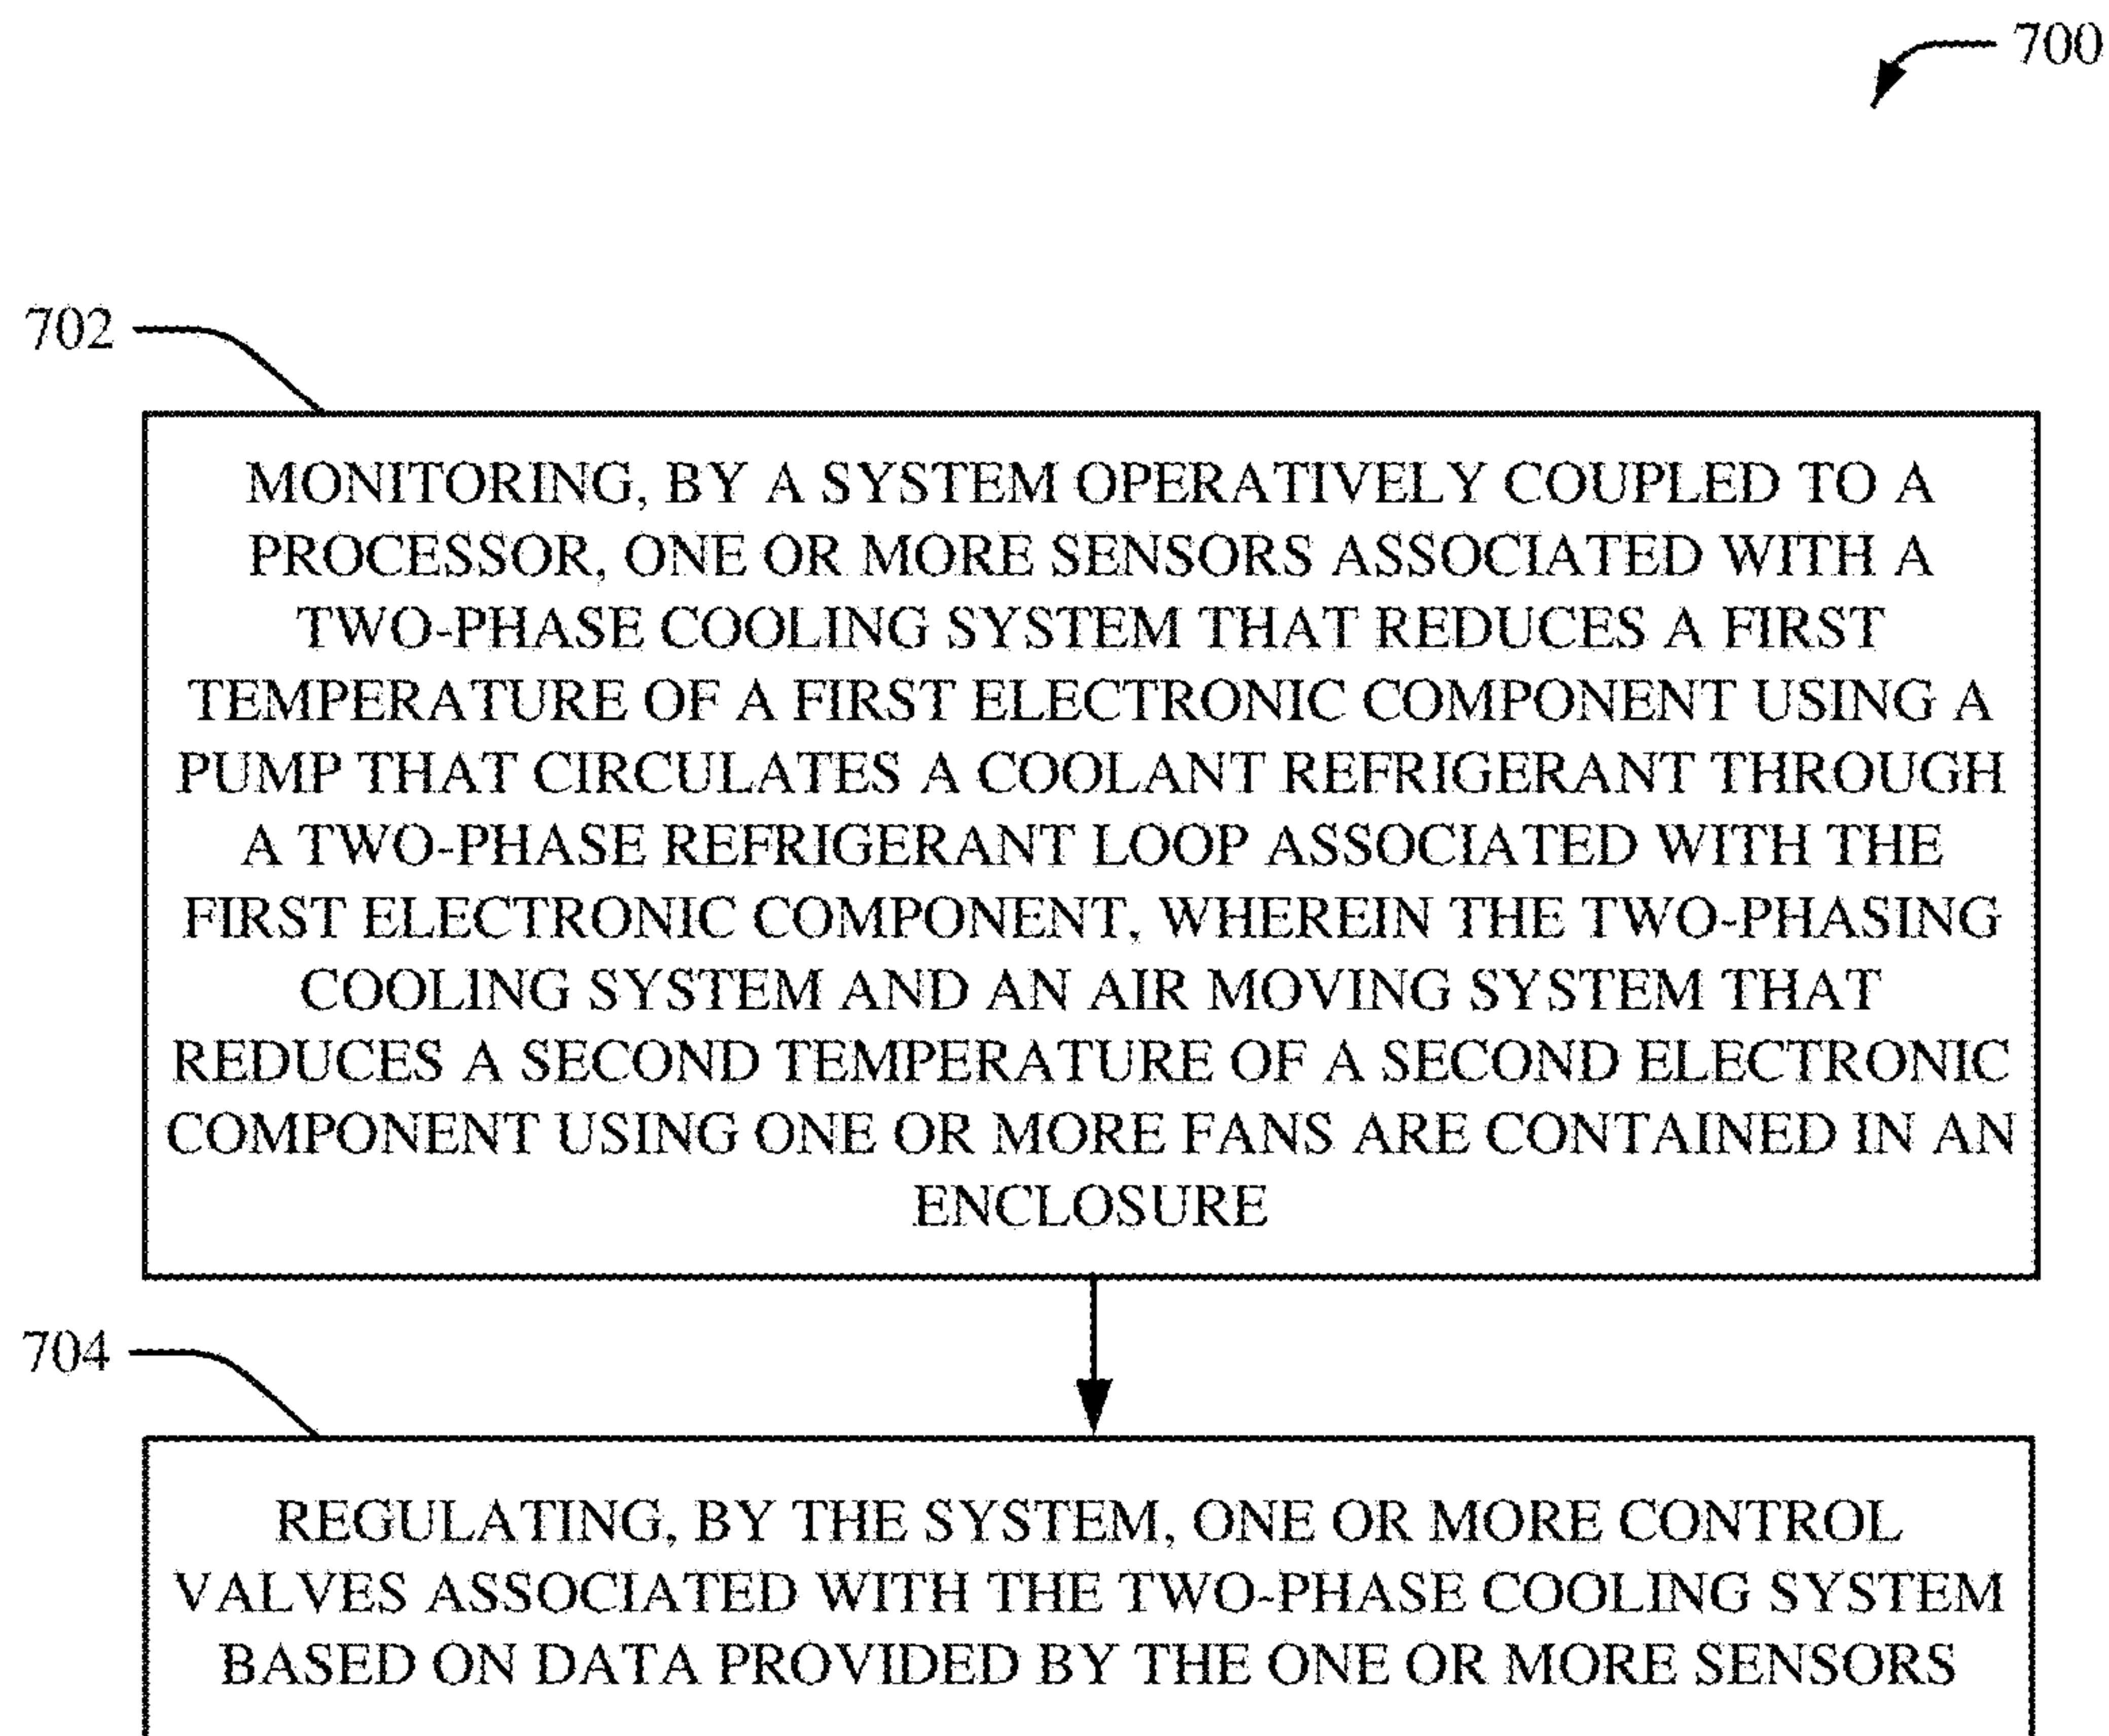 700
702
MONITORING, BY A SYSTEM OPERATIVELY COUPLED TO A
PROCESSOR, ONE OR MORE SENSORS ASSOCIATED WITH A
TWO-PHASE COOLING SYSTEM THAT REDUCES A FIRST
TEMPERATURE OF A FIRST ELECTRONIC COMPONENT USING A
PUMP THAT CIRCULATES A COOLANT REFRIGERANT THROUGH
A TWO-PHASE REFRIGERANT LOOP ASSOCIATED WITH THE
FIRST ELECTRONIC COMPONENT, WHEREIN THE TWO-PHASING
COOLING SYSTEM AND AN AIR MOVING SYSTEM THAT
REDUCES A SECOND TEMPERATURE OF A SECOND ELECTRONIC
COMPONENT USING ONE OR MORE FANS ARE CONTAINED IN AN
ENCLOSURE
704
REGULATING, BY THE SYSTEM, ONE OR MORE CONTROL
VALVES ASSOCIATED WITH THE TWO-PHASE COOLING SYSTEM
BASED ON DATA PROVIDED BY THE ONE OR MORE SENSORS